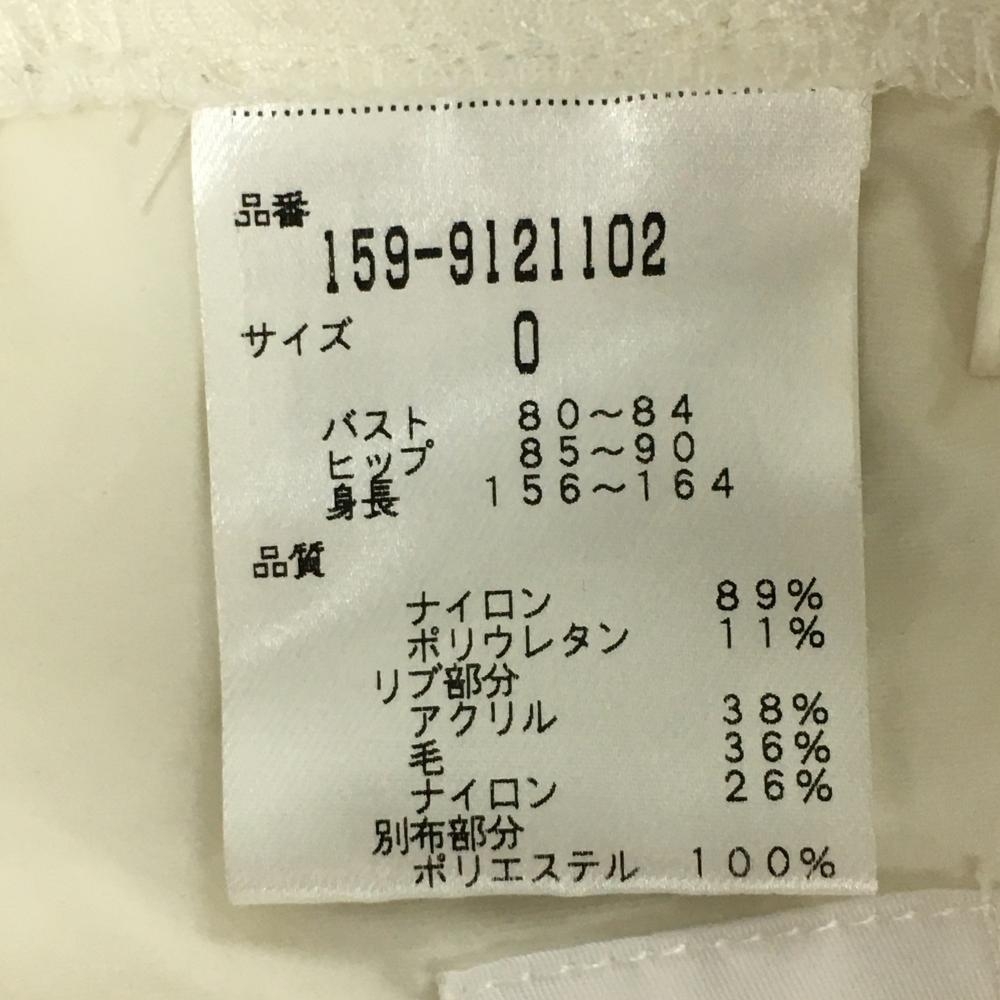 品番
159-9121102
サイズ 0
バスト 80～84
ヒップ 85～90
身長 156～164
品質
ナイロン 89%
ポリウレタン 11%
リブ部分
アクリル 38%
毛 36%
ナイロン 26%
別布部分
ポリエステル 100%